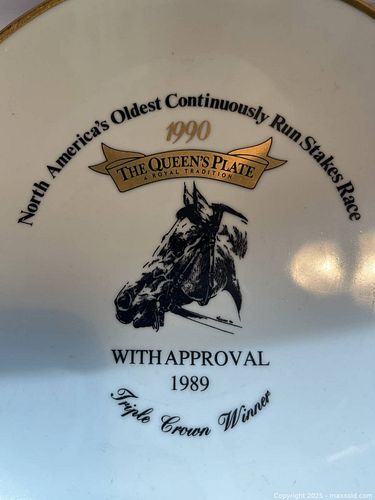 North America's Oldest Continuously Run Stakes Race
1990
THE QUEEN'S PLATE
A ROYAL TRADITION
WITH APPROVAL
1989
Triple Crown Winner
Copyright 2025 - maxsold.com